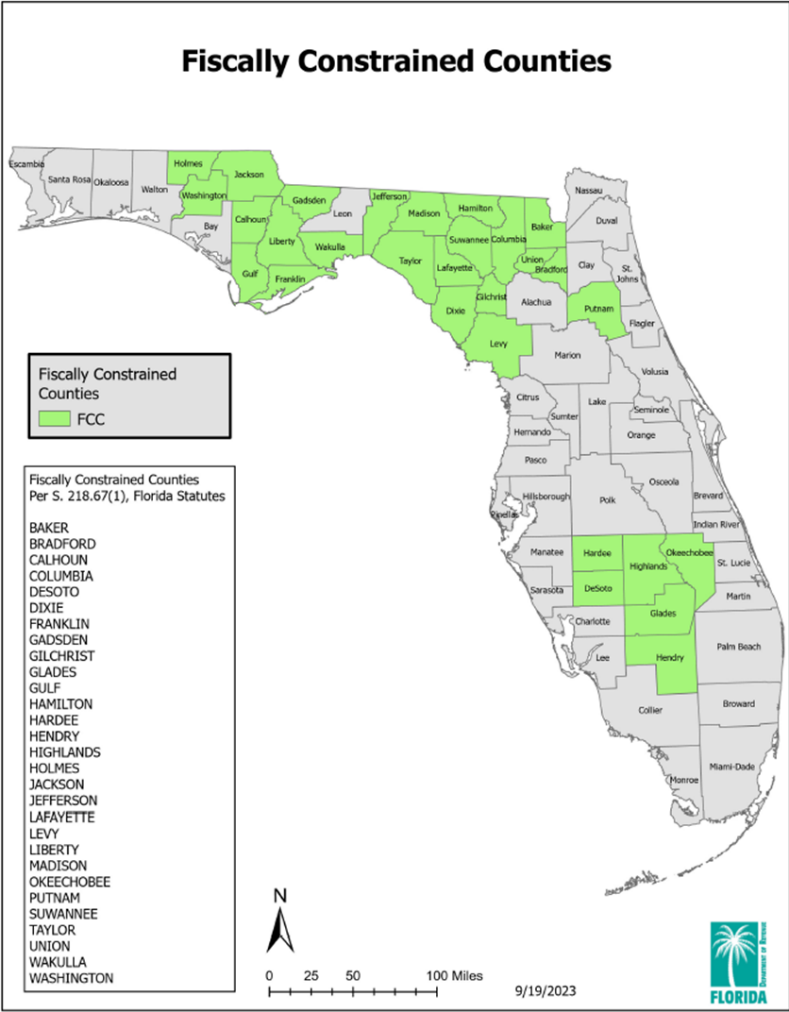 Fiscally Constrained Counties
Escambia
Santa Rosa
Okaloosa
Walton
Holmes
Washington
Jackson
Bay
Calhoun
Gulf
Liberty
Franklin
Gadsden
Leon
Wakulla
Jefferson
Madison
Taylor
Hamilton
Suwannee
Lafayette
Columbia
Baker
Union
Bradford
Dixie
Gilchrist
Levy
Alachua
Nassau
Duval
Clay
St.
Johns
Putnam
Flagler
Marion
Volusia
Citrus
Sumter
Lake
Seminole
Hernando
Orange
Pasco
Hillsborough
Pinellas
Polk
Osceola
Brevard
Indian River
Manatee
Hardee
Highlands
Okeechobee
St. Lucie
Sarasota
DeSoto
Martin
Charlotte
Glades
Lee
Hendry
Palm Beach
Collier
Broward
Monroe
Miami-Dade
Fiscally Constrained
Counties
FCC
Fiscally Constrained Counties
Per S. 218.67(1), Florida Statutes
BAKER
BRADFORD
CALHOUN
COLUMBIA
DESOTO
DIXIE
FRANKLIN
GADSDEN
GILCHRIST
GLADES
GULF
HAMILTON
HARDEE
HENDRY
HIGHLANDS
HOLMES
JACKSON
JEFFERSON
LAFAYETTE
LEVY
LIBERTY
MADISON
OKEECHOBEE
PUTNAM
SUWANNEE
TAYLOR
UNION
WAKULLA
WASHINGTON
N
0 25 50 100 Miles
9/19/2023
DEPARTMENT OF REVENUE
FLORIDA